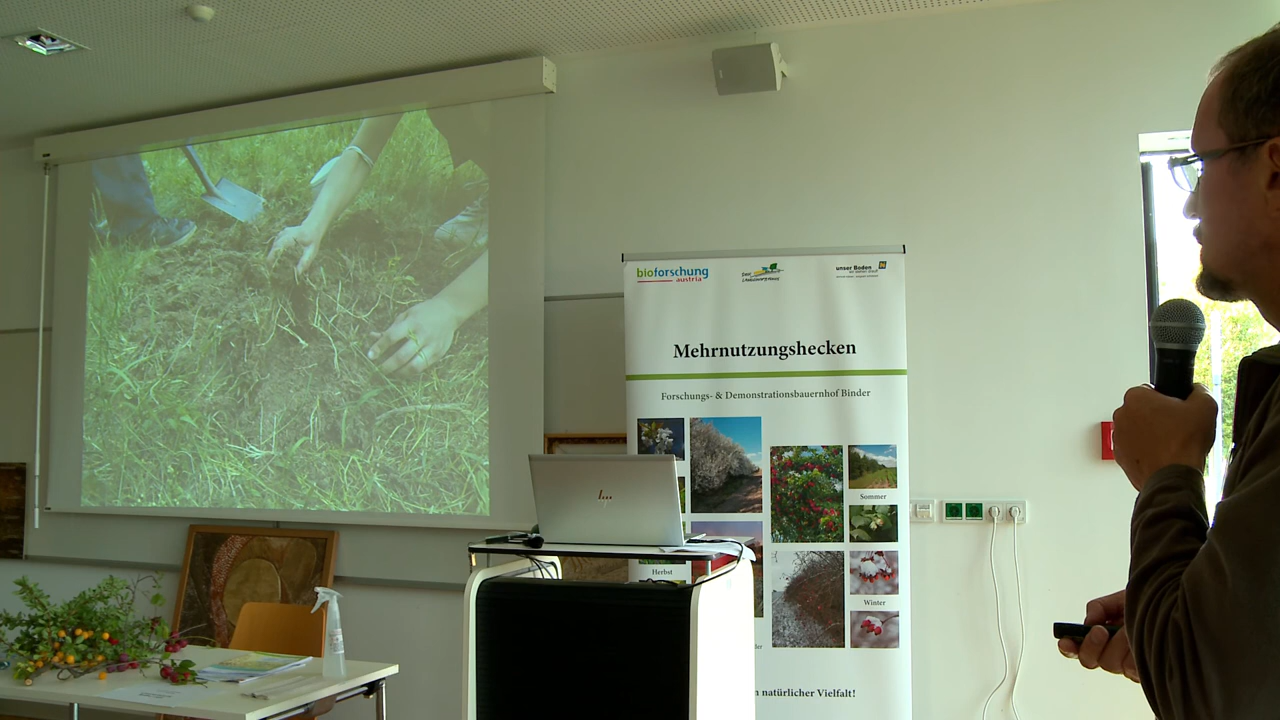 bioforschung
austria
unser Boden
Mehrnutzungshecken
Forschungs- & Demonstrationsbauernhof Binder
Sommer
Herbst
Winter
n natürlicher Vielfalt!